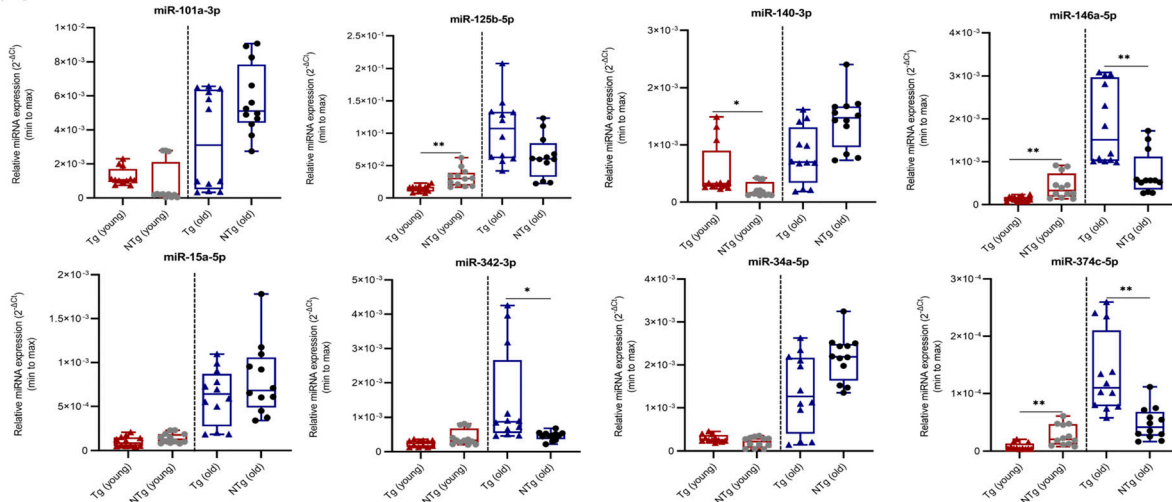 miR-101a-3p
Relative miRNA expression (2^-ΔCt)
(min to max)
1×10⁻²
8×10⁻³
6×10⁻³
4×10⁻³
2×10⁻³
0
Tg (young)
NTg (young)
Tg (old)
NTg (old)
miR-125b-5p
Relative miRNA expression (2^-ΔCt)
(min to max)
2.5×10⁻¹
2×10⁻¹
1.5×10⁻¹
1×10⁻¹
5×10⁻²
0
**
Tg (young)
NTg (young)
Tg (old)
NTg (old)
miR-140-3p
Relative miRNA expression (2^-ΔCt)
(min to max)
3×10⁻³
2×10⁻³
1×10⁻³
0
*
Tg (young)
NTg (young)
Tg (old)
NTg (old)
miR-146a-5p
Relative miRNA expression (2^-ΔCt)
(min to max)
4×10⁻³
3×10⁻³
2×10⁻³
1×10⁻³
0
**
**
Tg (young)
NTg (young)
Tg (old)
NTg (old)
miR-15a-5p
Relative miRNA expression (2^-ΔCt)
(min to max)
2×10⁻³
1×10⁻³
1×10⁻³
5×10⁻⁴
0
Tg (young)
NTg (young)
Tg (old)
NTg (old)
miR-342-3p
Relative miRNA expression (2^-ΔCt)
(min to max)
5×10⁻³
4×10⁻³
3×10⁻³
2×10⁻³
1×10⁻³
0
*
Tg (young)
NTg (young)
Tg (old)
NTg (old)
miR-34a-5p
Relative miRNA expression (2^-ΔCt)
(min to max)
4×10⁻³
3×10⁻³
2×10⁻³
1×10⁻³
0
Tg (young)
NTg (young)
Tg (old)
NTg (old)
miR-374c-5p
Relative miRNA expression (2^-ΔCt)
(min to max)
3×10⁻⁴
2×10⁻⁴
1×10⁻⁴
0
**
**
Tg (young)
NTg (young)
Tg (old)
NTg (old)